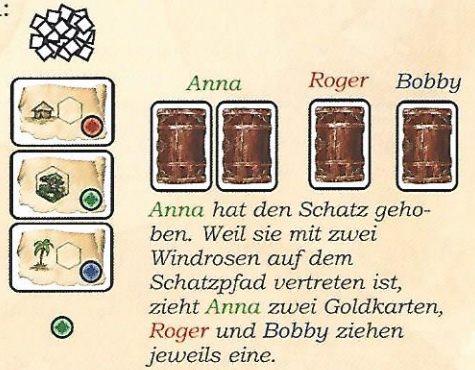 :
Anna Roger Bobby
Anna hat den Schatz geho-
ben. Weil sie mit zwei
Windrosen auf dem
Schatzpfad vertreten ist,
zieht Anna zwei Goldkarten,
Roger und Bobby ziehen
jeweils eine.